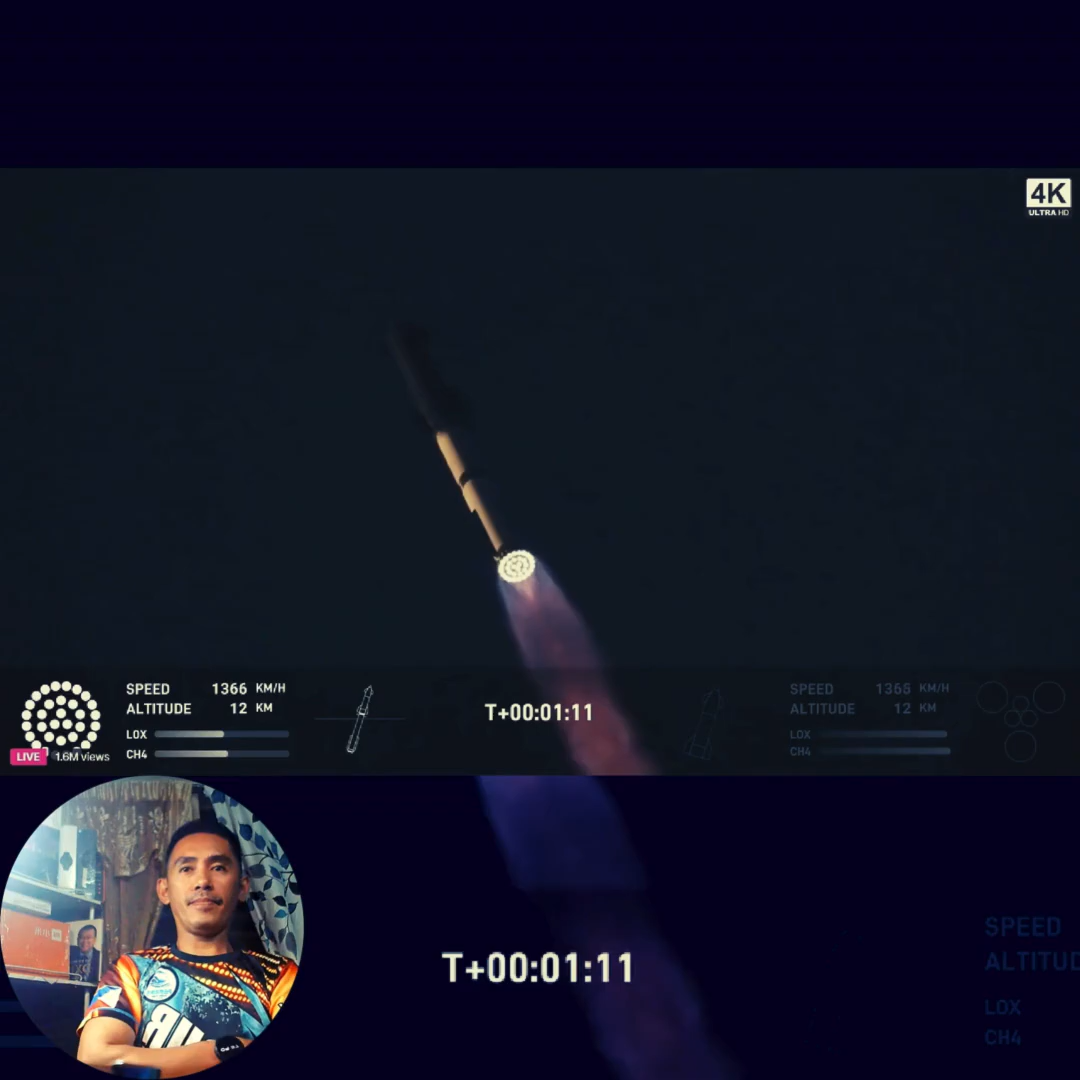 4K
ULTRA HD
SPEED 1366 KM/H
ALTITUDE 12 KM
LOX
CH4
LIVE 1.6M views
T+00:01:11
SPEED 1365 KM/H
ALTITUDE 12 KM
LOX
CH4
T+00:01:11
SPEED
ALTITUD
LOX
CH4